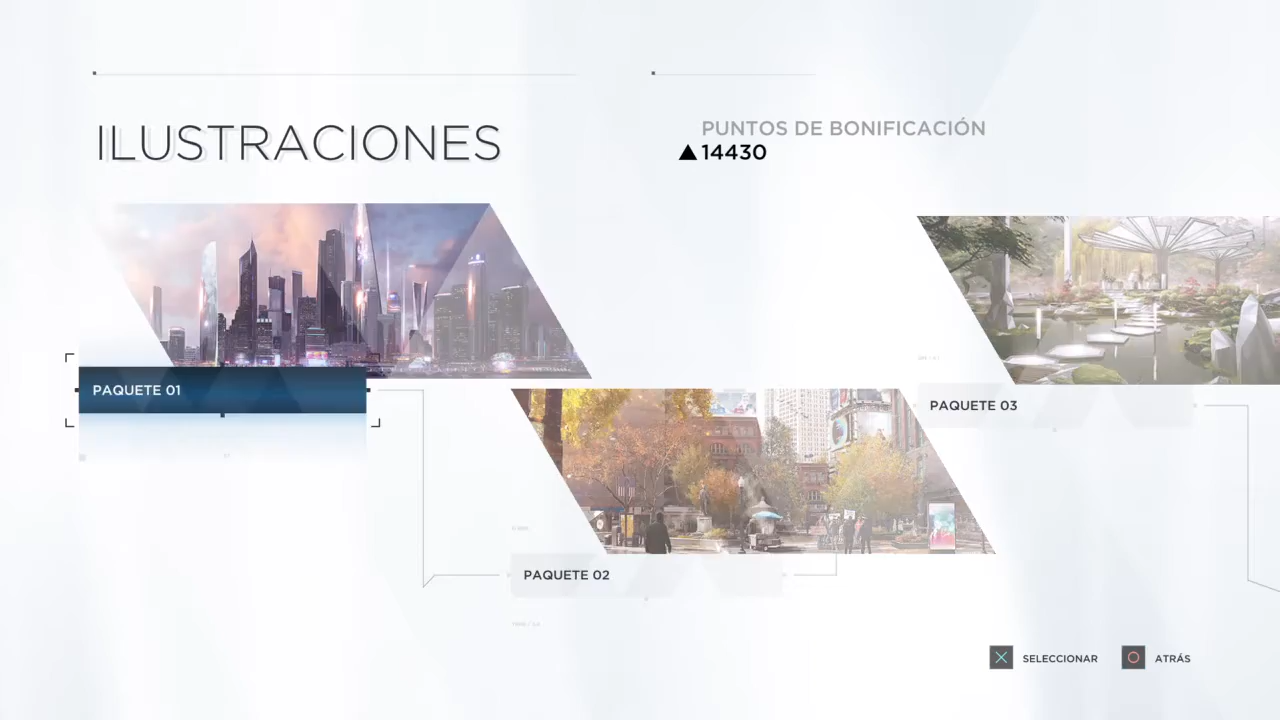 ILUSTRACIONES
PUNTOS DE BONIFICACIÓN
14430
PAQUETE 01
PAQUETE 02
PAQUETE 03
SELECCIONAR
ATRÁS